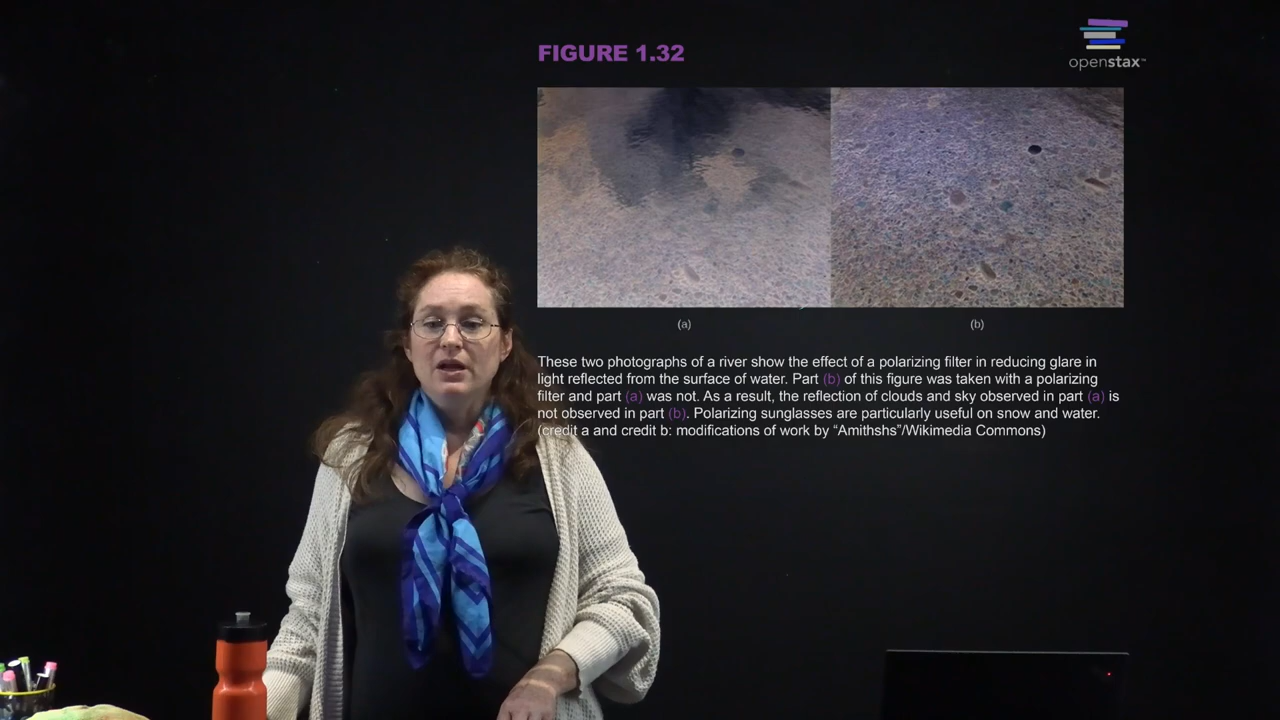 FIGURE 1.32
openstax™
(a)
(b)
These two photographs of a river show the effect of a polarizing filter in reducing glare in
light reflected from the surface of water. Part (b) of this figure was taken with a polarizing
filter and part (a) was not. As a result, the reflection of clouds and sky observed in part (a) is
not observed in part (b). Polarizing sunglasses are particularly useful on snow and water.
(credit a and credit b: modifications of work by “Amithshs”/Wikimedia Commons)